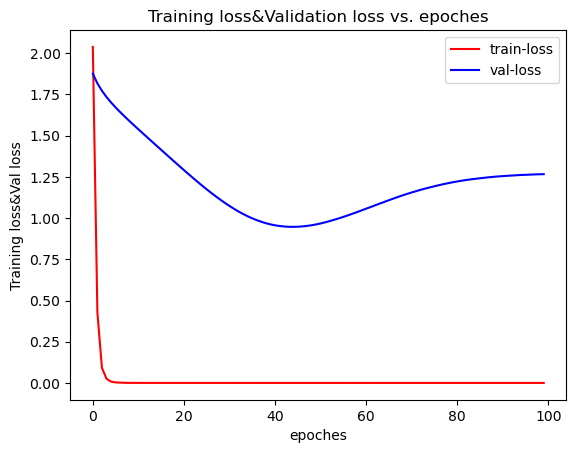 Training loss&Validation loss vs. epoches
train-loss
val-loss
Training loss&Val loss
2.00
1.75
1.50
1.25
1.00
0.75
0.50
0.25
0.00
0 20 40 60 80 100
epoches